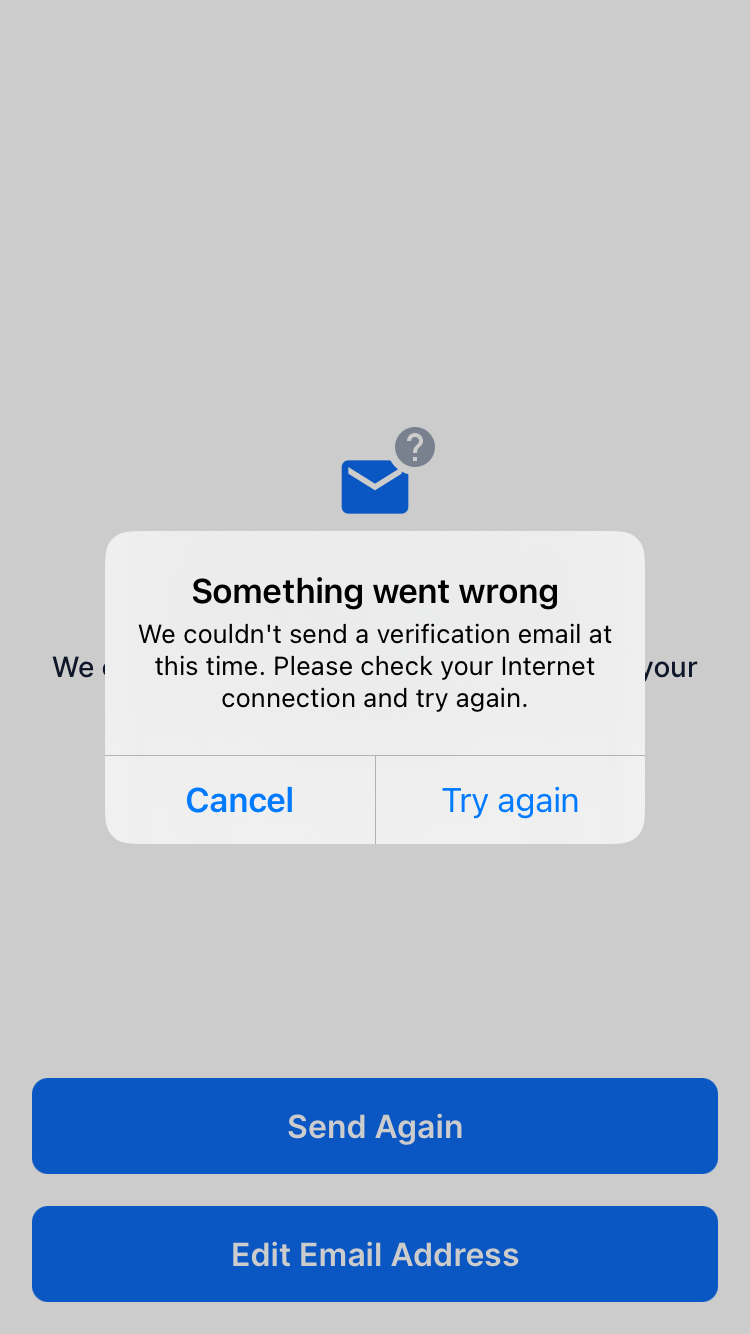 ?
Something went wrong
We couldn't send a verification email at
We your
this time. Please check your Internet
connection and try again.
Cancel
Try again
Send Again
Edit Email Address